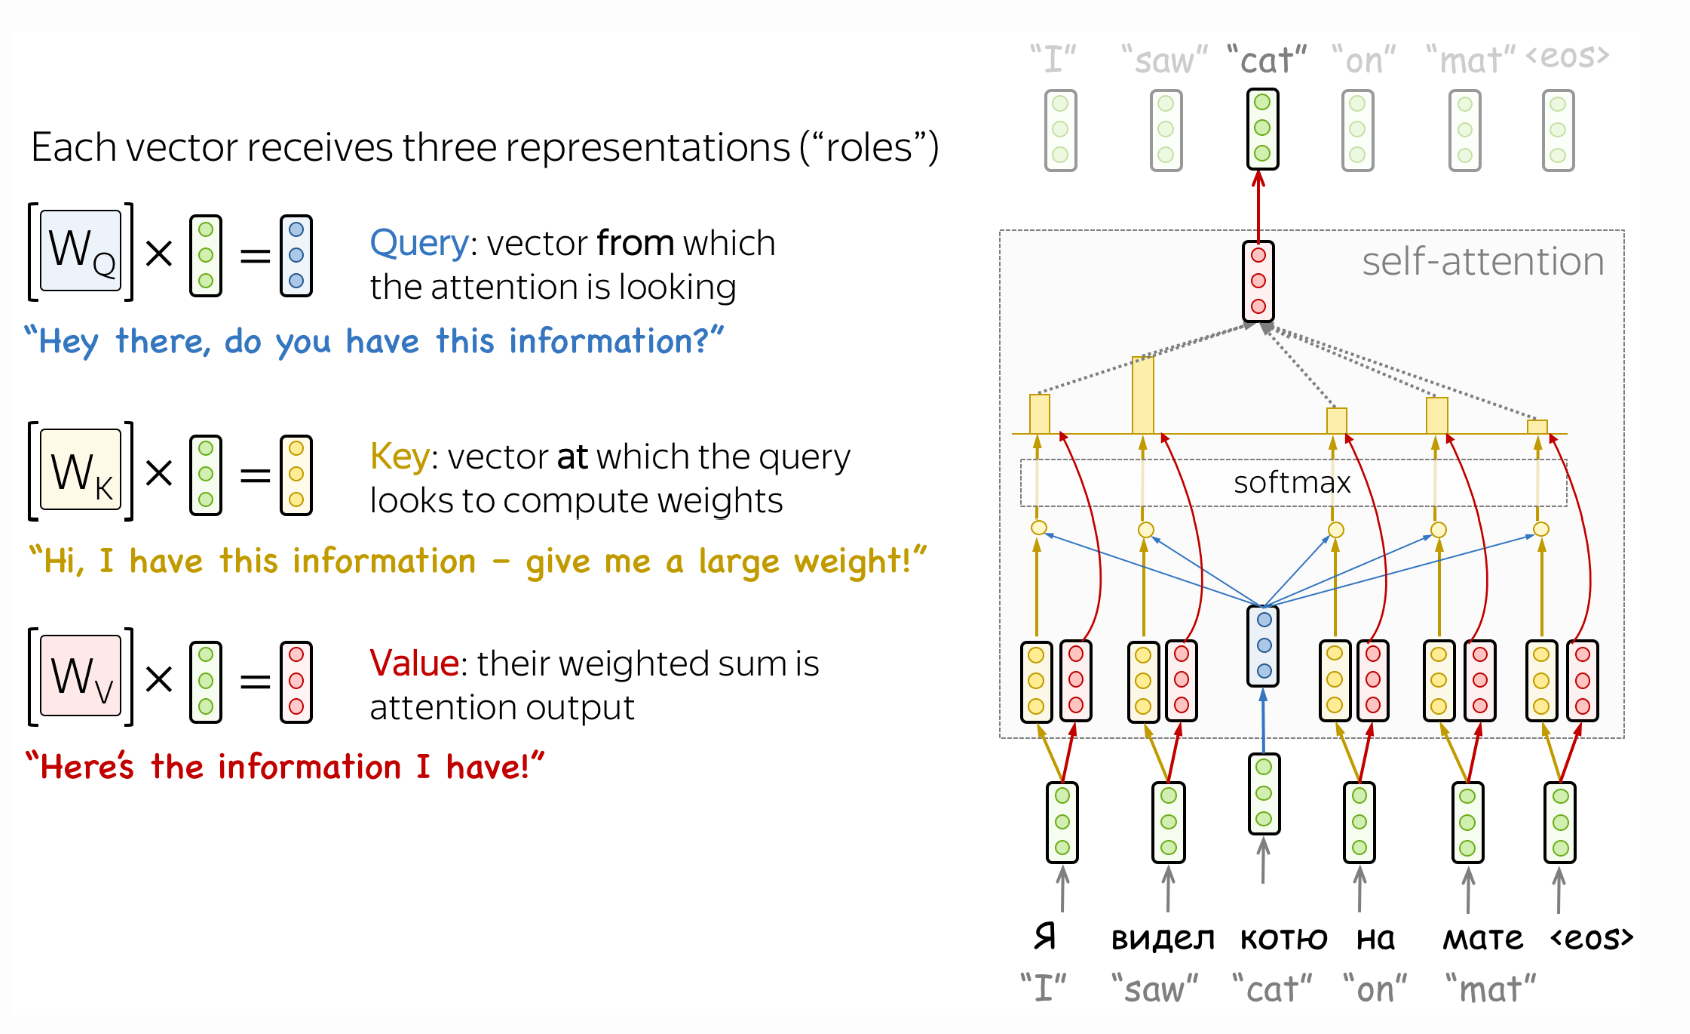 Each vector receives three representations (“roles”)
W_Q × =
Query: vector from which
the attention is looking
“Hey there, do you have this information?”
W_K × =
Key: vector at which the query
looks to compute weights
“Hi, I have this information – give me a large weight!”
W_V × =
Value: their weighted sum is
attention output
“Here’s the information I have!”
“I” “saw” “cat” “on” “mat” <eos>
self-attention
softmax
Я видел котю на мате <eos>
“I” “saw” “cat” “on” “mat”